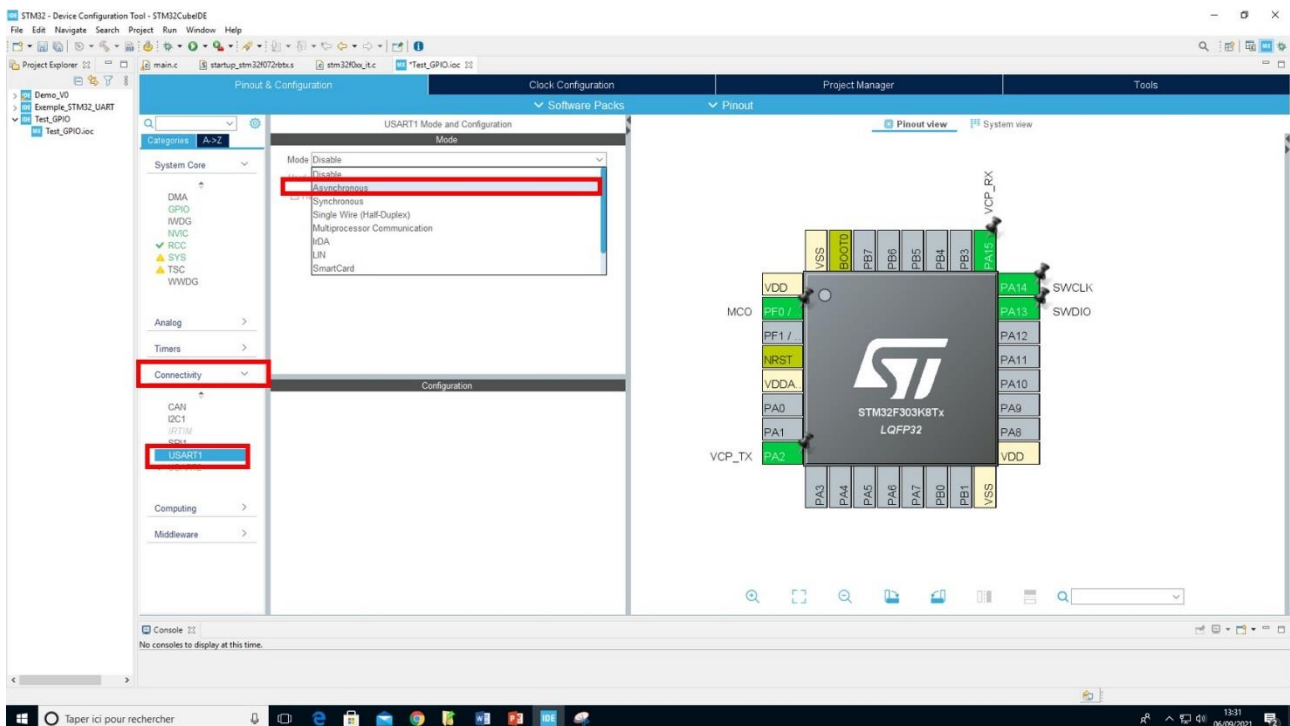 STM32 - Device Configuration Tool - STM32CubeIDE
File Edit Navigate Search Project Run Window Help
Project Explorer
main.c
startup_stm32f072rbtx.s
stm32f0xx_it.c
*Test_GPIO.ioc
Demo_V0
Exemple_STM32_UART
Test_GPIO
Test_GPIO.ioc
Pinout & Configuration
Clock Configuration
Project Manager
Tools
Software Packs
Pinout
Categories A->Z
System Core
DMA
GPIO
IWDG
NVIC
RCC
SYS
TSC
WWDG
Analog
Timers
Connectivity
CAN
I2C1
IRTIM
SPI1
USART1
USART2
Computing
Middleware
USART1 Mode and Configuration
Mode
Mode Disable
Disable
Asynchronous
Synchronous
Single Wire (Half-Duplex)
Multiprocessor Communication
IrDA
LIN
SmartCard
Configuration
Pinout view
System view
VCP_RX
VSS
BOOT0
PB7
PB6
PB5
PB4
PB3
PA15
VDD
PA14 SWCLK
MCO PF0 /
PA13 SWDIO
PF1 / ..
PA12
NRST
PA11
VDDA..
PA10
PA0
PA9
PA1
PA8
VCP_TX PA2
VDD
ST
STM32F303K8Tx
LQFP32
PA3
PA4
PA5
PA6
PA7
PB0
PB1
VSS
Console
No consoles to display at this time.
Taper ici pour rechercher
IDE
13:31
06/09/2021